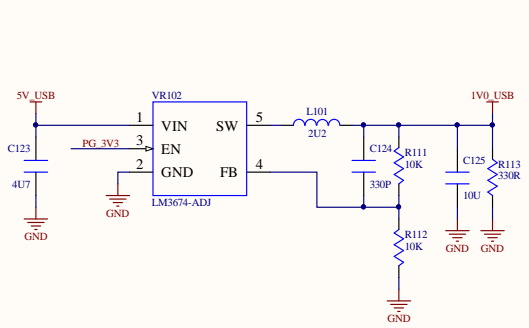 5V_USB
VR102
L101
1V0_USB
1
VIN
SW
5
2U2
PG_3V3
3
EN
C123
4U7
2
GND
FB
4
LM3674-ADJ
C124
330P
R111
10K
C125
10U
R113
330R
R112
10K
GND
GND
GND
GND
GND